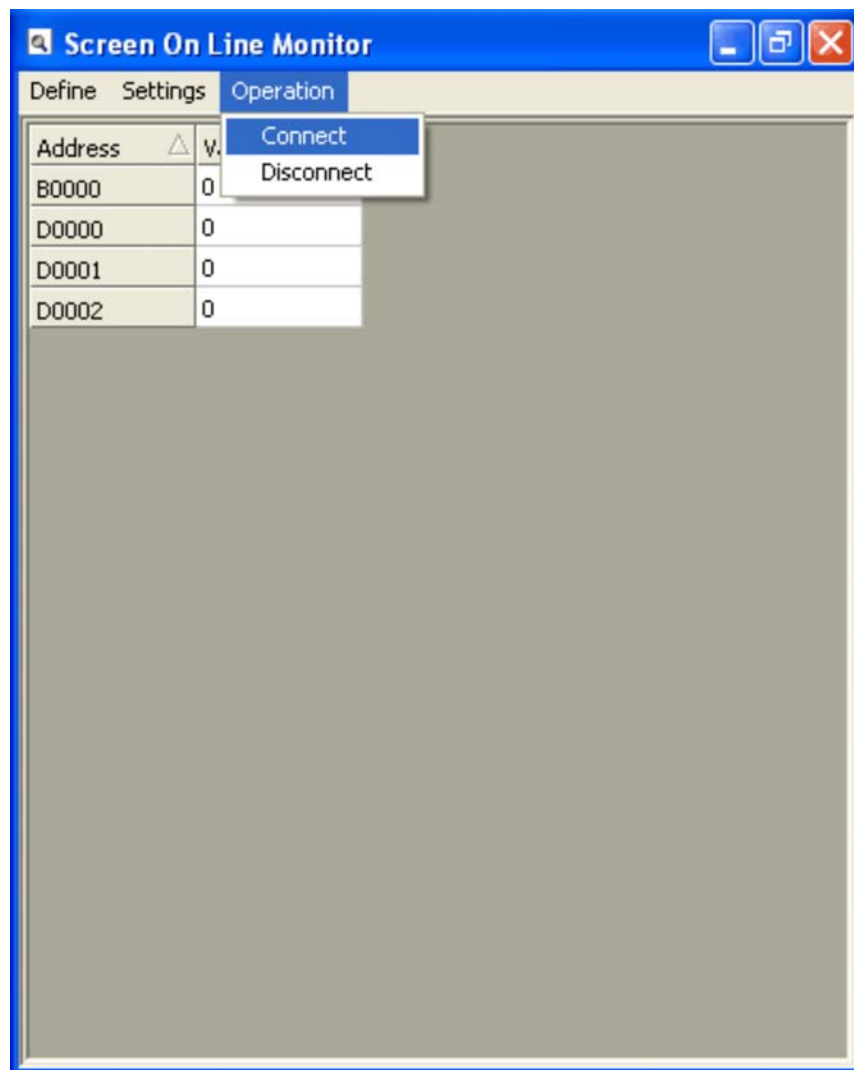 Screen On Line Monitor
Define Settings Operation
Connect
Disconnect
Address
B0000 0
D0000 0
D0001 0
D0002 0